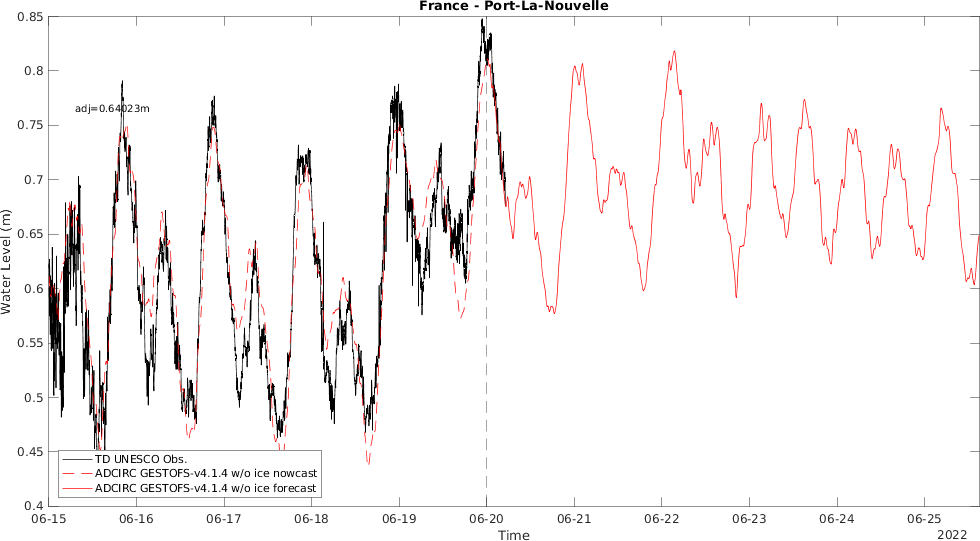 France - Port-La-Nouvelle
0.85
0.8
0.75
0.7
0.65
0.6
0.55
0.5
0.45
0.4
Water Level (m)
adj=0.64023m
TD UNESCO Obs.
ADCIRC GESTOFS-v4.1.4 w/o ice nowcast
ADCIRC GESTOFS-v4.1.4 w/o ice forecast
06-15 06-16 06-17 06-18 06-19 06-20 06-21 06-22 06-23 06-24 06-25
Time
2022